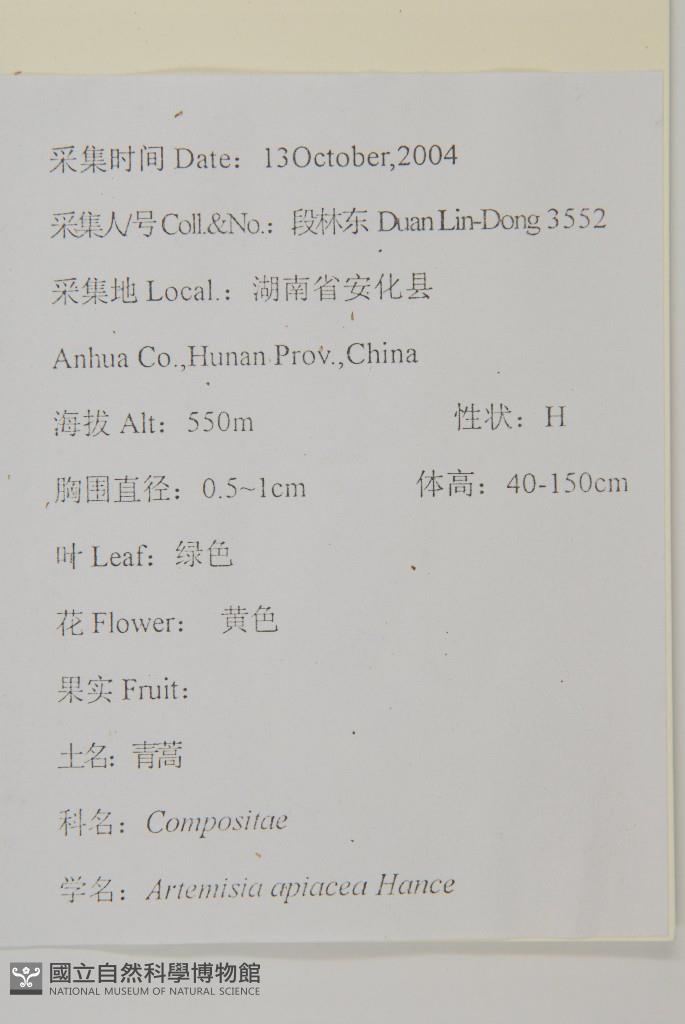 采集时间 Date: 13October,2004
采集人/号 Coll.&No.: 段林东 Duan Lin-Dong 3552
采集地 Local.: 湖南省安化县
Anhua Co.,Hunan Prov.,China
海拔 Alt: 550m 性状: H
胸围直径: 0.5~1cm 体高: 40-150cm
叶 Leaf: 绿色
花 Flower: 黄色
果实 Fruit:
土名: 青蒿
科名: Compositae
学名: Artemisia apiacea Hance
國立自然科學博物館
NATIONAL MUSEUM OF NATURAL SCIENCE